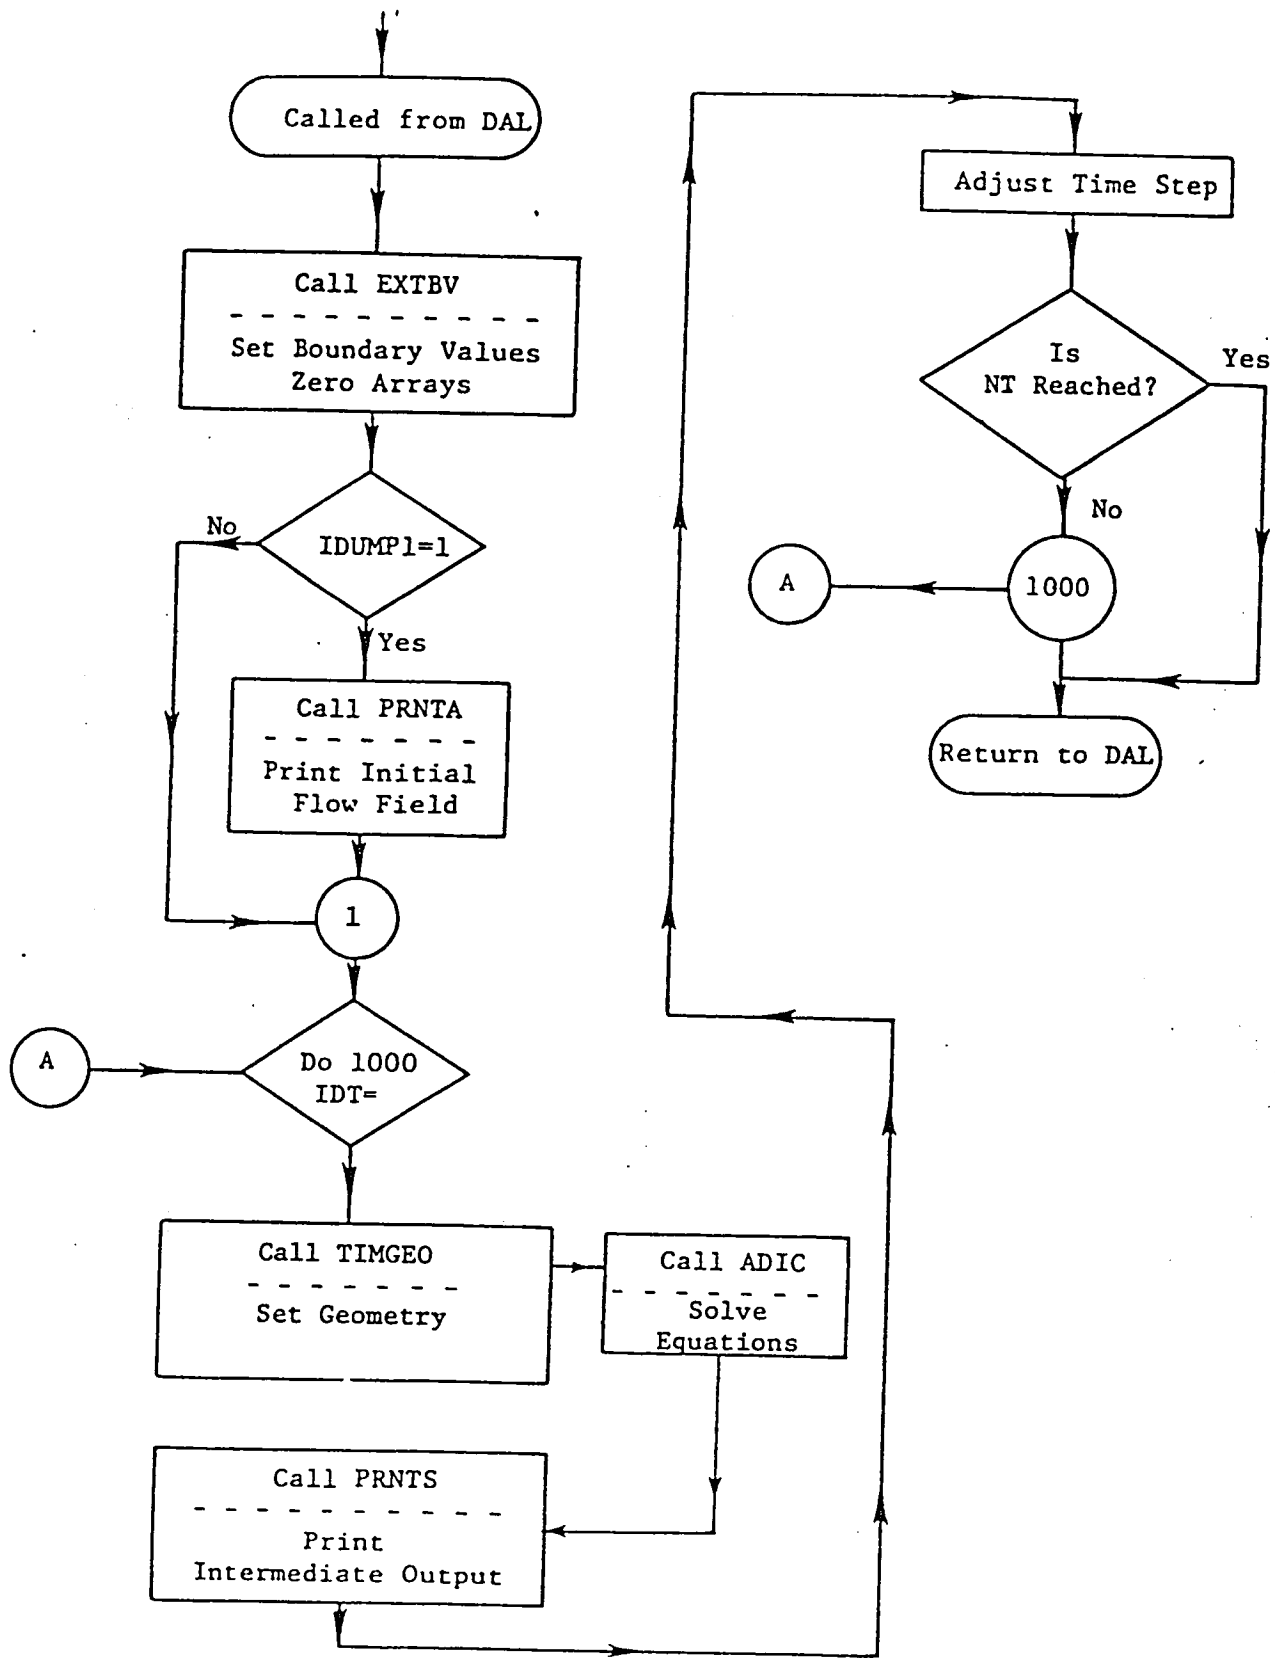 Called from DAL
Call EXTBV
- - - - - - - - - -
Set Boundary Values
Zero Arrays
IDUMP1=1
No
Yes
Call PRNTA
- - - - - - -
Print Initial
Flow Field
1
A
Do 1000
IDT=
Call TIMGEO
- - - - - - -
Set Geometry
Call ADIC
- - - - - - -
Solve
Equations
Call PRNTS
- - - - - - - - - -
Print
Intermediate Output
Adjust Time Step
Is
NT Reached?
Yes
No
1000
A
Return to DAL